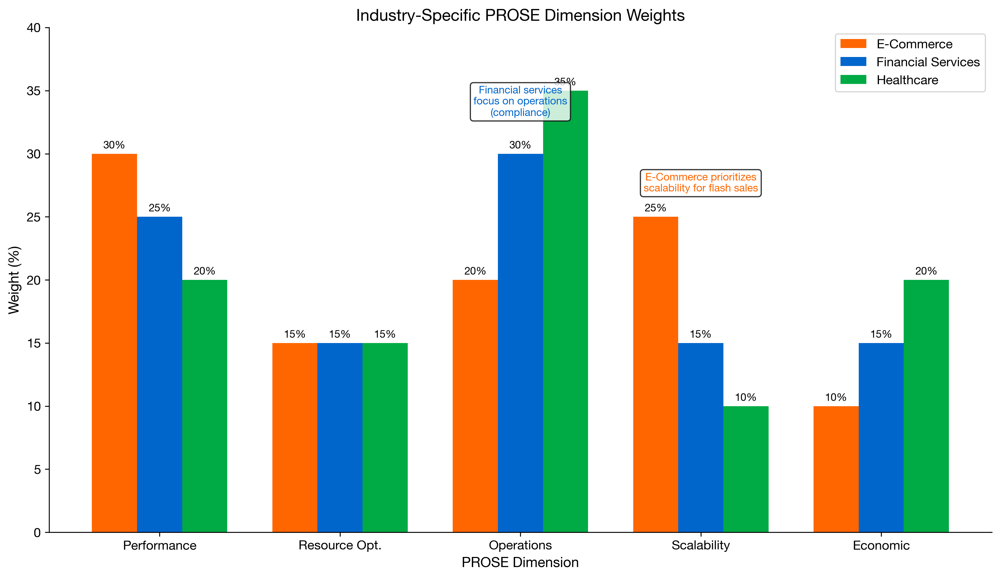 Industry-Specific PROSE Dimension Weights
E-Commerce
Financial Services
Healthcare
Weight (%)
40
35
30
25
20
15
10
5
0
30%
25%
20%
15%
15%
15%
20%
30%
35%
25%
15%
10%
10%
15%
20%
Financial services
focus on operations
(compliance)
E-Commerce prioritizes
scalability for flash sales
Performance
Resource Opt.
Operations
Scalability
Economic
PROSE Dimension